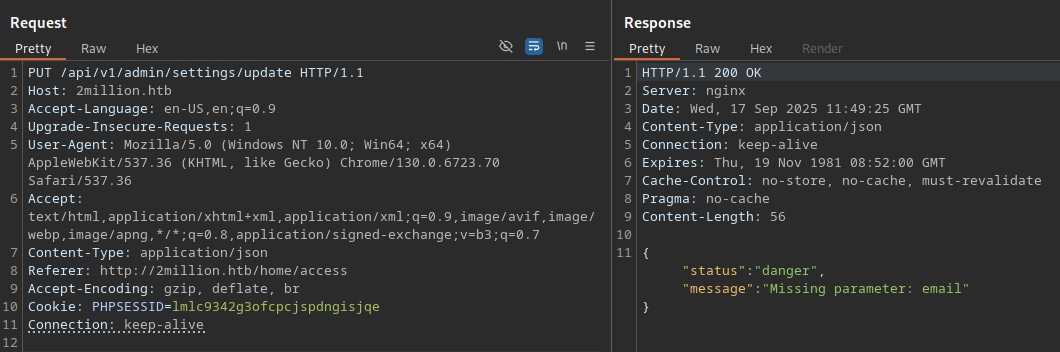 Request
Pretty Raw Hex
\n
1 PUT /api/v1/admin/settings/update HTTP/1.1
2 Host: 2million.htb
3 Accept-Language: en-US,en;q=0.9
4 Upgrade-Insecure-Requests: 1
5 User-Agent: Mozilla/5.0 (Windows NT 10.0; Win64; x64)
AppleWebKit/537.36 (KHTML, like Gecko) Chrome/130.0.6723.70
Safari/537.36
6 Accept:
text/html,application/xhtml+xml,application/xml;q=0.9,image/avif,image/
webp,image/apng,*/*;q=0.8,application/signed-exchange;v=b3;q=0.7
7 Content-Type: application/json
8 Referer: http://2million.htb/home/access
9 Accept-Encoding: gzip, deflate, br
10 Cookie: PHPSESSID=lmlc9342g3ofcpcjspdngisjqe
11 Connection: keep-alive
12
Response
Pretty Raw Hex Render
1 HTTP/1.1 200 OK
2 Server: nginx
3 Date: Wed, 17 Sep 2025 11:49:25 GMT
4 Content-Type: application/json
5 Connection: keep-alive
6 Expires: Thu, 19 Nov 1981 08:52:00 GMT
7 Cache-Control: no-store, no-cache, must-revalidate
8 Pragma: no-cache
9 Content-Length: 56
10
11 {
"status":"danger",
"message":"Missing parameter: email"
}